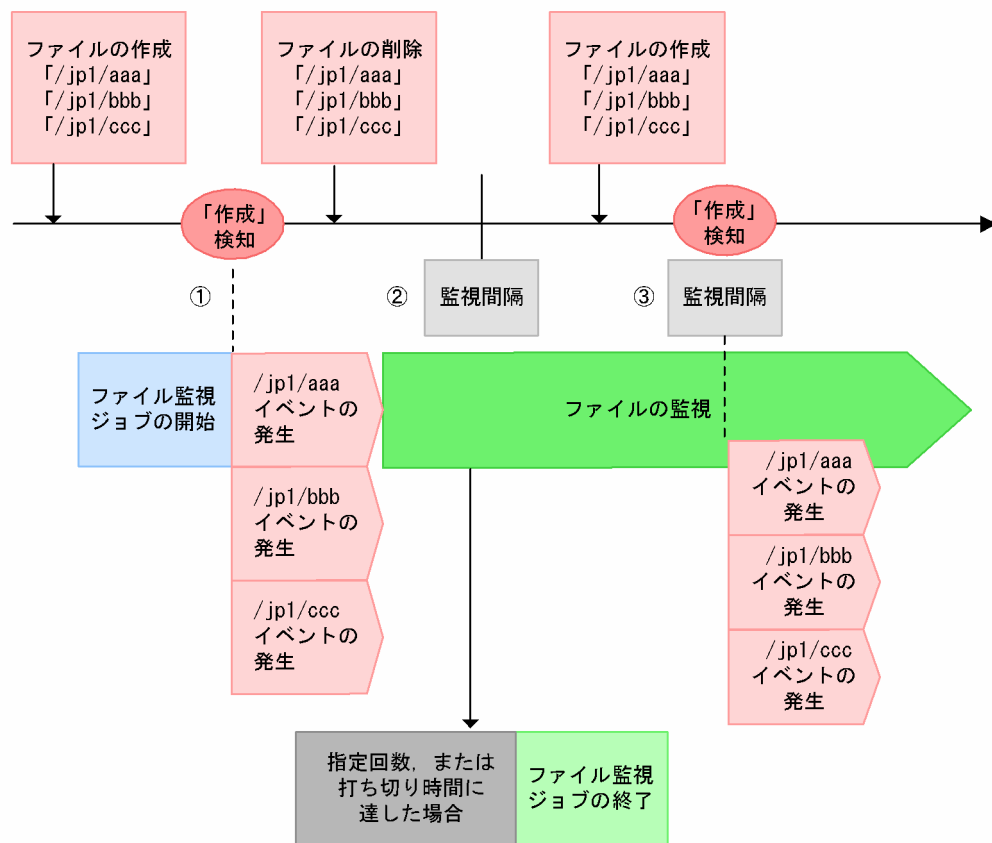 ファイルの作成
「/jp1/aaa」
「/jp1/bbb」
「/jp1/ccc」
ファイルの削除
「/jp1/aaa」
「/jp1/bbb」
「/jp1/ccc」
ファイルの作成
「/jp1/aaa」
「/jp1/bbb」
「/jp1/ccc」
「作成」
検知
「作成」
検知
①
②
監視間隔
③
監視間隔
ファイル監視
ジョブの開始
/jp1/aaa
イベントの
発生
ファイルの監視
/jp1/bbb
イベントの
発生
/jp1/ccc
イベントの
発生
/jp1/aaa
イベントの
発生
/jp1/bbb
イベントの
発生
/jp1/ccc
イベントの
発生
指定回数，または
打ち切り時間に
達した場合
ファイル監視
ジョブの終了